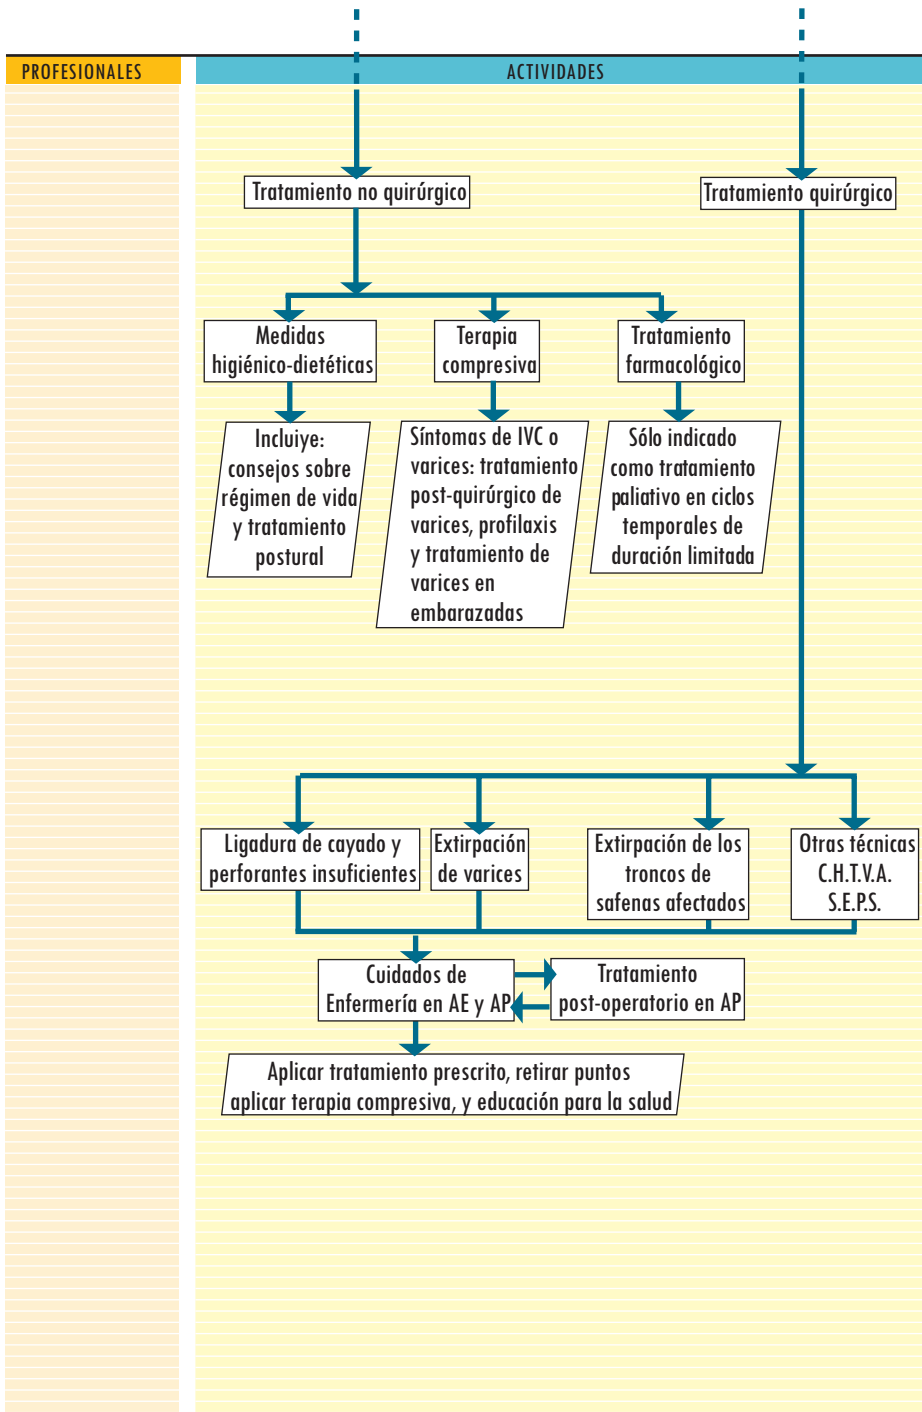 PROFESIONALES
ACTIVIDADES
Tratamiento no quirúrgico
Tratamiento quirúrgico
Medidas
higiénico-dietéticas
Terapia
compresiva
Tratamiento
farmacológico
Incluiye:
consejos sobre
régimen de vida
y tratamiento
postural
Síntomas de IVC o
varices: tratamiento
post-quirúrgico de
varices, profilaxis
y tratamiento de
varices en
embarazadas
Sólo indicado
como tratamiento
paliativo en ciclos
temporales de
duración limitada
Ligadura de cayado y
perforantes insuficientes
Extirpación
de varices
Extirpación de los
troncos de
safenas afectados
Otras técnicas
C.H.T.V.A.
S.E.P.S.
Cuidados de
Enfermería en AE y AP
Tratamiento
post-operatorio en AP
Aplicar tratamiento prescrito, retirar puntos
aplicar terapia compresiva, y educación para la salud